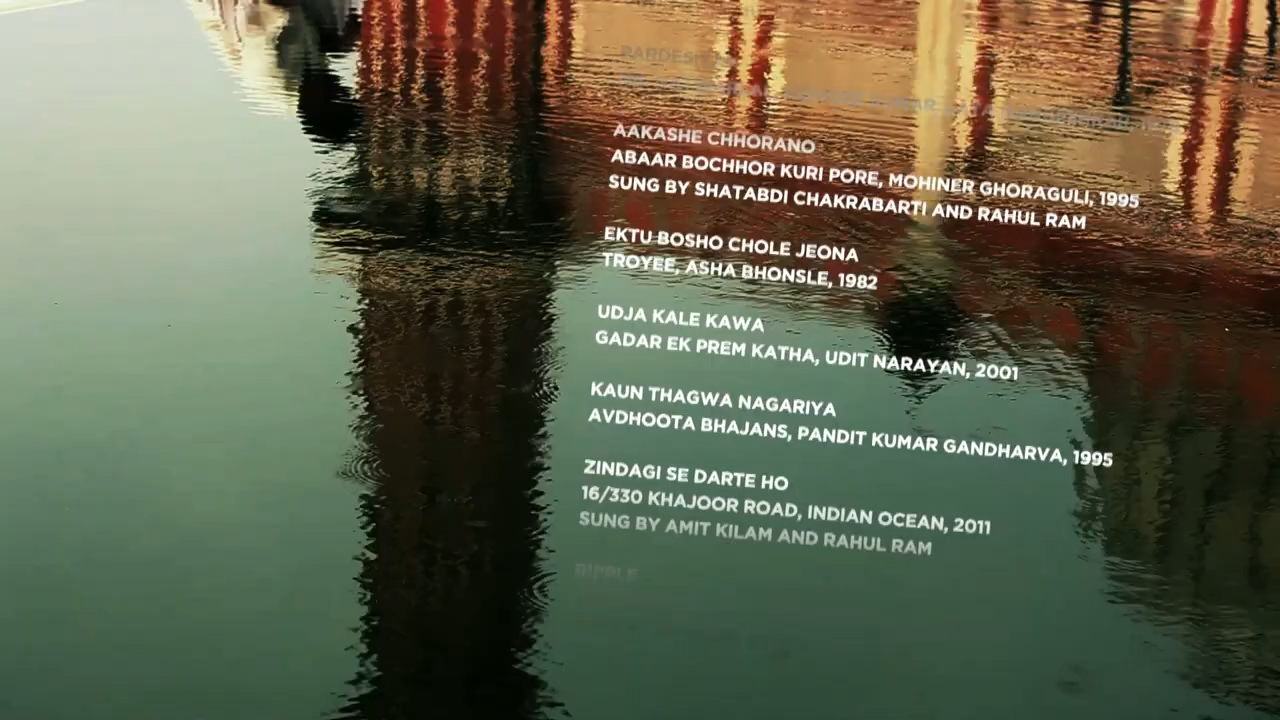 AAKASHE CHHORANO
ABAAR BOCHHOR KURI PORE, MOHINER GHORAGULI, 1995
SUNG BY SHATABDI CHAKRABARTI AND RAHUL RAM
EKTU BOSHO CHOLE JEONA
TROYEE, ASHA BHONSLE, 1982
UDJA KALE KAWA
GADAR EK PREM KATHA, UDIT NARAYAN, 2001
KAUN THAGWA NAGARIYA
AVDHOOTA BHAJANS, PANDIT KUMAR GANDHARVA, 1995
ZINDAGI SE DARTE HO
16/330 KHAJOOR ROAD, INDIAN OCEAN, 2011
SUNG BY AMIT KILAM AND RAHUL RAM
RIPPLE